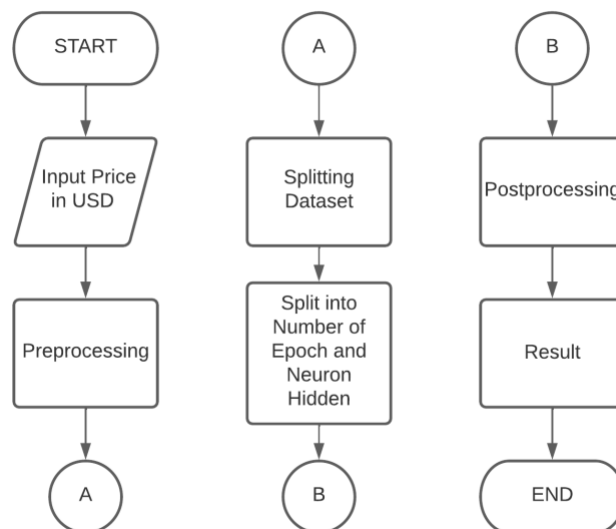 START
Input Price
in USD
Preprocessing
A
A
Splitting
Dataset
Split into
Number of
Epoch and
Neuron
Hidden
B
B
Postprocessing
Result
END